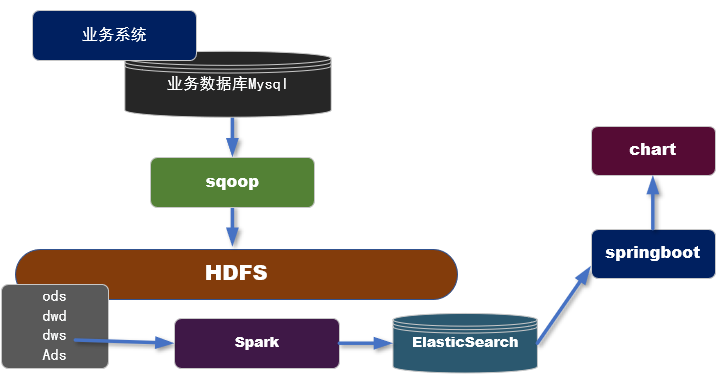 业务系统
业务数据库Mysql
sqoop
HDFS
ods
dwd
dws
Ads
Spark
ElasticSearch
springboot
chart